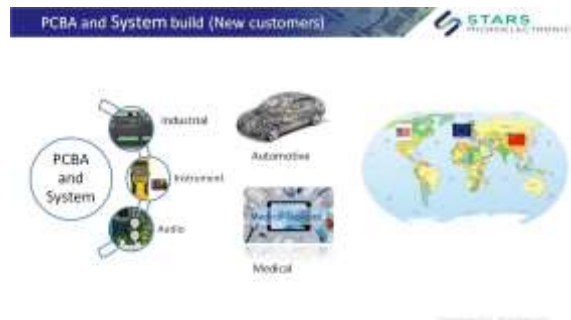 PCBA and System build (New customers)
STARS
MICROELECTRONIC
Industrial
PCBA
and
System
Instrument
Audio
Automotive
Medical